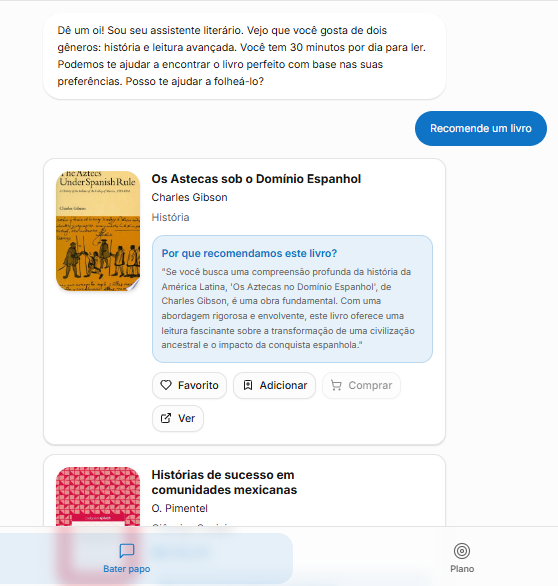 Dê um oi! Sou seu assistente literário. Vejo que você gosta de dois
gêneros: história e leitura avançada. Você tem 30 minutos por dia para ler.
Podemos te ajudar a encontrar o livro perfeito com base nas suas
preferências. Posso te ajudar a folheá-lo?
Recomende um livro
The Aztecs
Under Spanish Rule
Charles Gibson
Os Astecas sob o Domínio Espanhol
Charles Gibson
História
Por que recomendamos este livro?
"Se você busca uma compreensão profunda da história da
América Latina, 'Os Aztecas no Domínio Espanhol', de
Charles Gibson, é uma obra fundamental. Com uma
abordagem rigorosa e envolvente, este livro oferece uma
leitura fascinante sobre a transformação de uma civilização
ancestral e o impacto da conquista espanhola."
Favorito
Adicionar
Comprar
Ver
Histórias de sucesso em
comunidades mexicanas
O. Pimentel
Bater papo
Plano